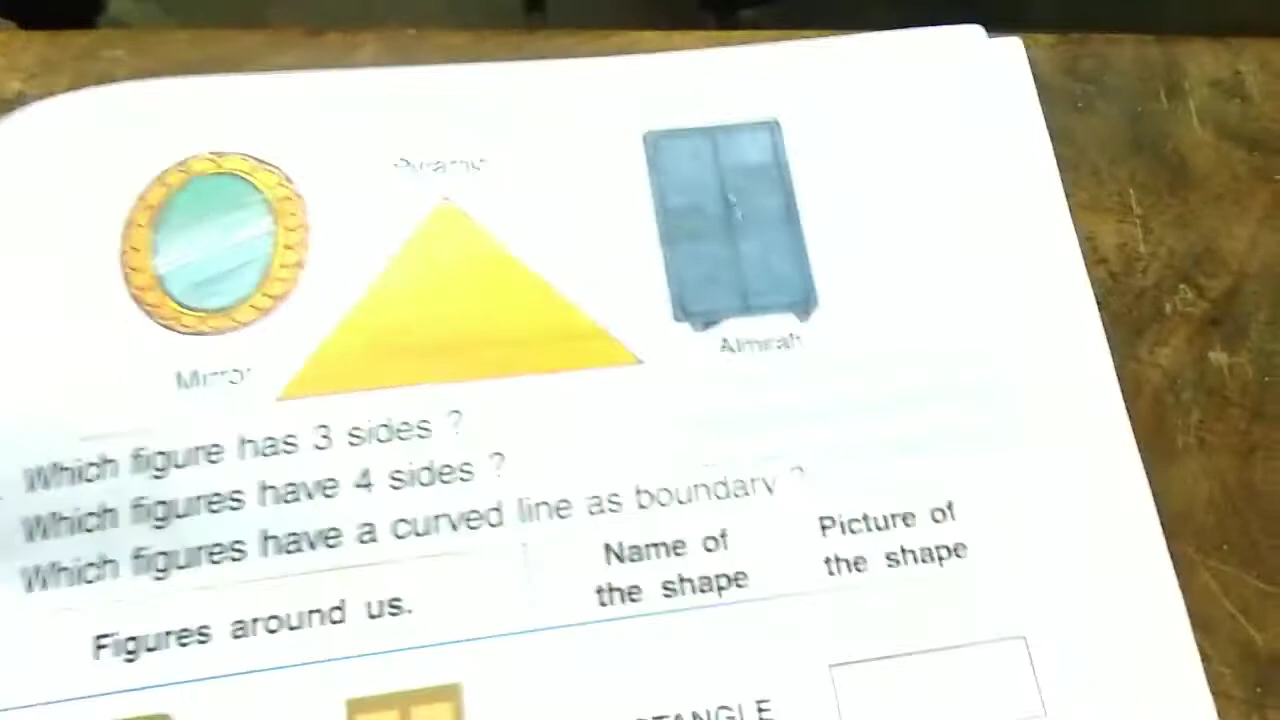 Pyramid
Mirror
Almirah
Which figure has 3 sides ?
Which figures have 4 sides ?
Which figures have a curved line as boundary ?
Figures around us.
Name of
the shape
Picture of
the shape